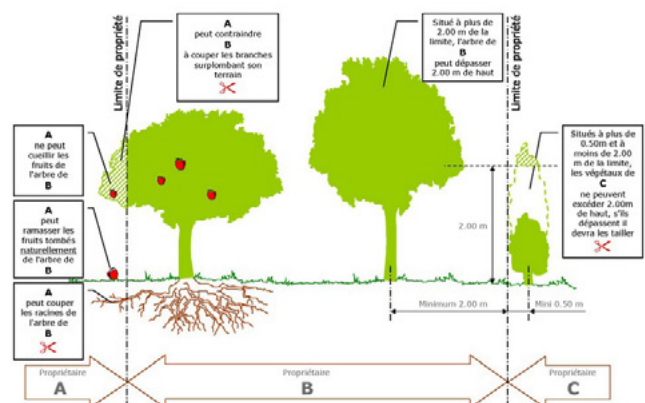 Limite de propriété
A
peut contraindre
B
à couper les branches
surplombant son
terrain
Situé à plus de
2.00 m de la
limite, l'arbre de
B
peut dépasser
2.00 m de haut
Limite de propriété
A
ne peut
cueillir les
fruits de
l'arbre de
B
Situés à plus de
0.50m et à
moins de 2.00
m de la limite,
les végétaux de
C
ne peuvent
excéder 2.00m
de haut, s'ils
dépassent il
devra les tailler
A
peut
ramasser les
fruits tombés
naturellement
de l'arbre de
B
2.00 m
A
peut couper
les racines de
l'arbre de
B
Minimum 2.00 m
Mini 0.50 m
Propriétaire
A
Propriétaire
B
Propriétaire
C